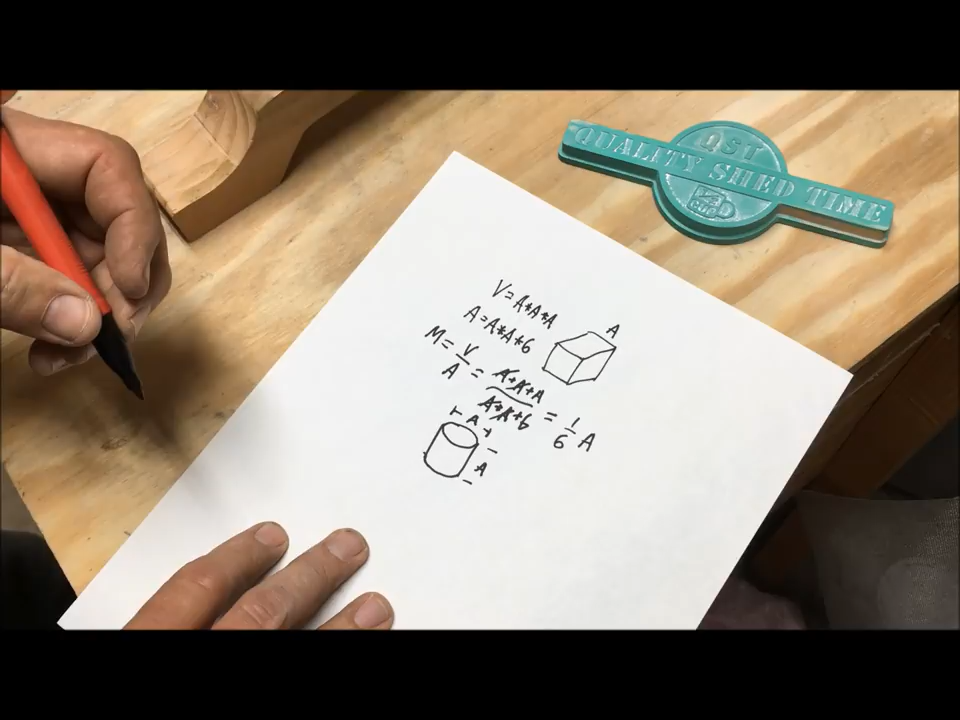 QST
QUALITY SHED TIME
V=A*A*A
A=A*A*6
M=V/A=A*A*A/A*A*6=1/6 A
A
A
A